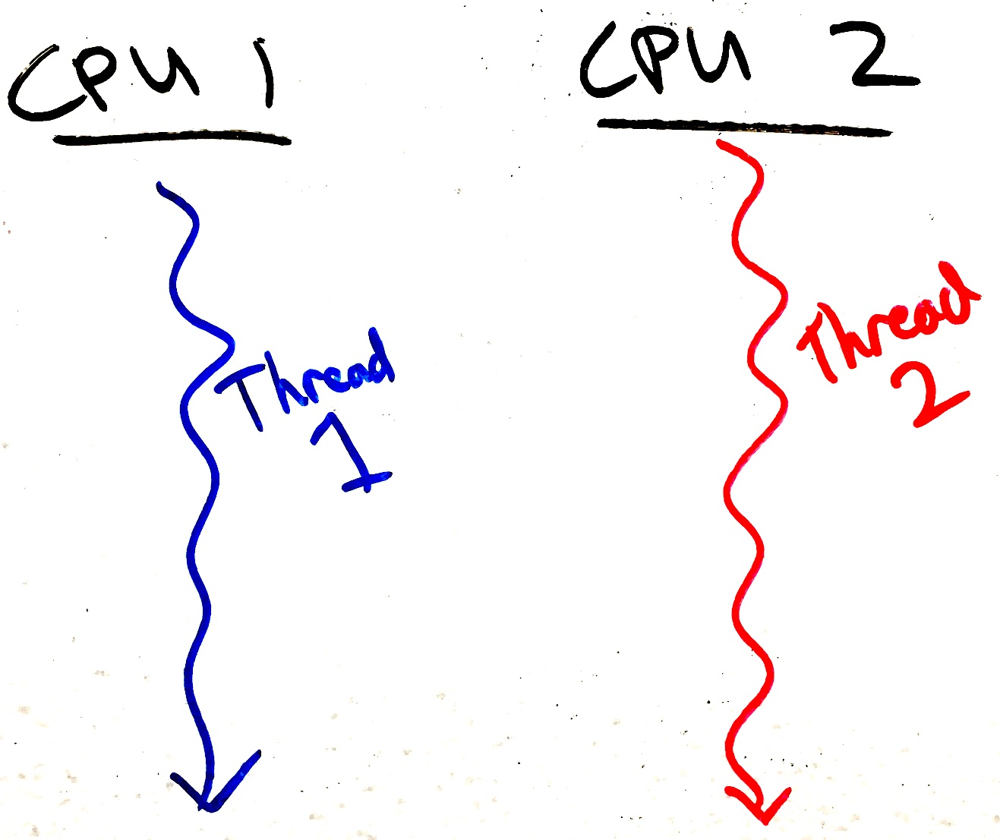 CPU 1
CPU 2
Thread
1
Thread
2